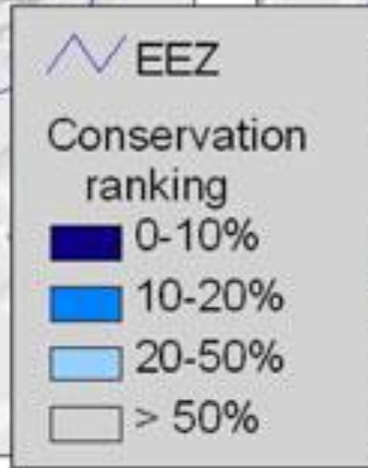 EEZ
Conservation
ranking
0-10%
10-20%
20-50%
> 50%